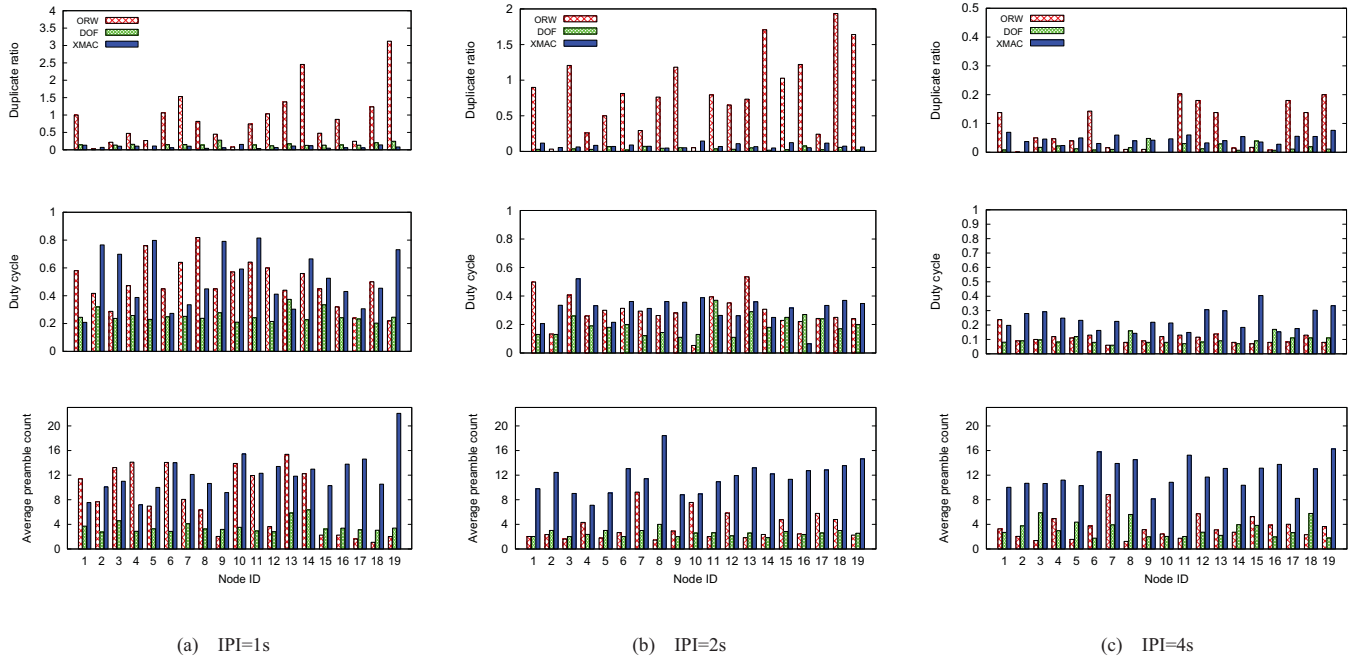 Duplicate ratio
4
3.5
3
2.5
2
1.5
1
0.5
0
ORW
DOF
XMAC
Duty cycle
1
0.8
0.6
0.4
0.2
0
Average preamble count
24
20
16
12
8
4
0
1 2 3 4 5 6 7 8 9 10 11 12 13 14 15 16 17 18 19
Node ID
(a) IPI=1s
Duplicate ratio
2
1.5
1
0.5
0
ORW
DOF
XMAC
Duty cycle
1
0.8
0.6
0.4
0.2
0
Average preamble count
24
20
16
12
8
4
0
1 2 3 4 5 6 7 8 9 10 11 12 13 14 15 16 17 18 19
Node ID
(b) IPI=2s
Duplicate ratio
0.5
0.4
0.3
0.2
0.1
0
ORW
DOF
XMAC
Duty cycle
1
0.9
0.8
0.7
0.6
0.5
0.4
0.3
0.2
0.1
0
Average preamble count
24
20
16
12
8
4
0
1 2 3 4 5 6 7 8 9 10 11 12 13 14 15 16 17 18 19
Node ID
(c) IPI=4s